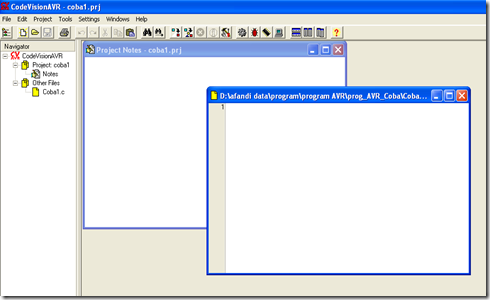 CodeVisionAVR - coba1.prj
File Edit Project Tools Settings Windows Help
Navigator
CodeVisionAVR
Project: coba1
Notes
Other Files
Coba1.c
Project Notes - coba1.prj
D:\afandi data\program\program AVR\prog_AVR_Coba\Coba...
1